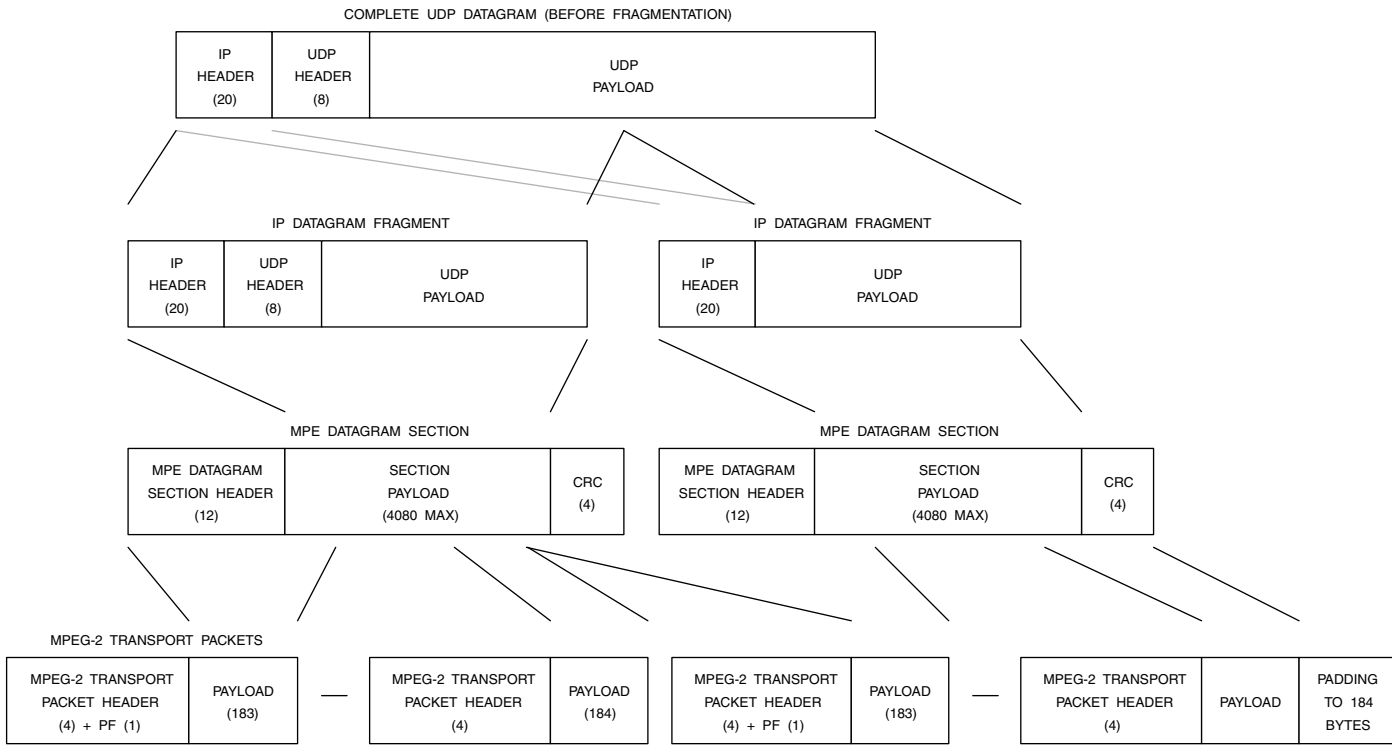 COMPLETE UDP DATAGRAM (BEFORE FRAGMENTATION)
IP
HEADER
(20)
UDP
HEADER
(8)
UDP
PAYLOAD
IP DATAGRAM FRAGMENT
IP
HEADER
(20)
UDP
HEADER
(8)
UDP
PAYLOAD
IP DATAGRAM FRAGMENT
IP
HEADER
(20)
UDP
PAYLOAD
MPE DATAGRAM SECTION
MPE DATAGRAM
SECTION HEADER
(12)
SECTION
PAYLOAD
(4080 MAX)
CRC
(4)
MPE DATAGRAM SECTION
MPE DATAGRAM
SECTION HEADER
(12)
SECTION
PAYLOAD
(4080 MAX)
CRC
(4)
MPEG-2 TRANSPORT PACKETS
MPEG-2 TRANSPORT
PACKET HEADER
(4) + PF (1)
PAYLOAD
(183)
MPEG-2 TRANSPORT
PACKET HEADER
(4)
PAYLOAD
(184)
MPEG-2 TRANSPORT
PACKET HEADER
(4) + PF (1)
PAYLOAD
(183)
MPEG-2 TRANSPORT
PACKET HEADER
(4)
PAYLOAD
PADDING
TO 184
BYTES